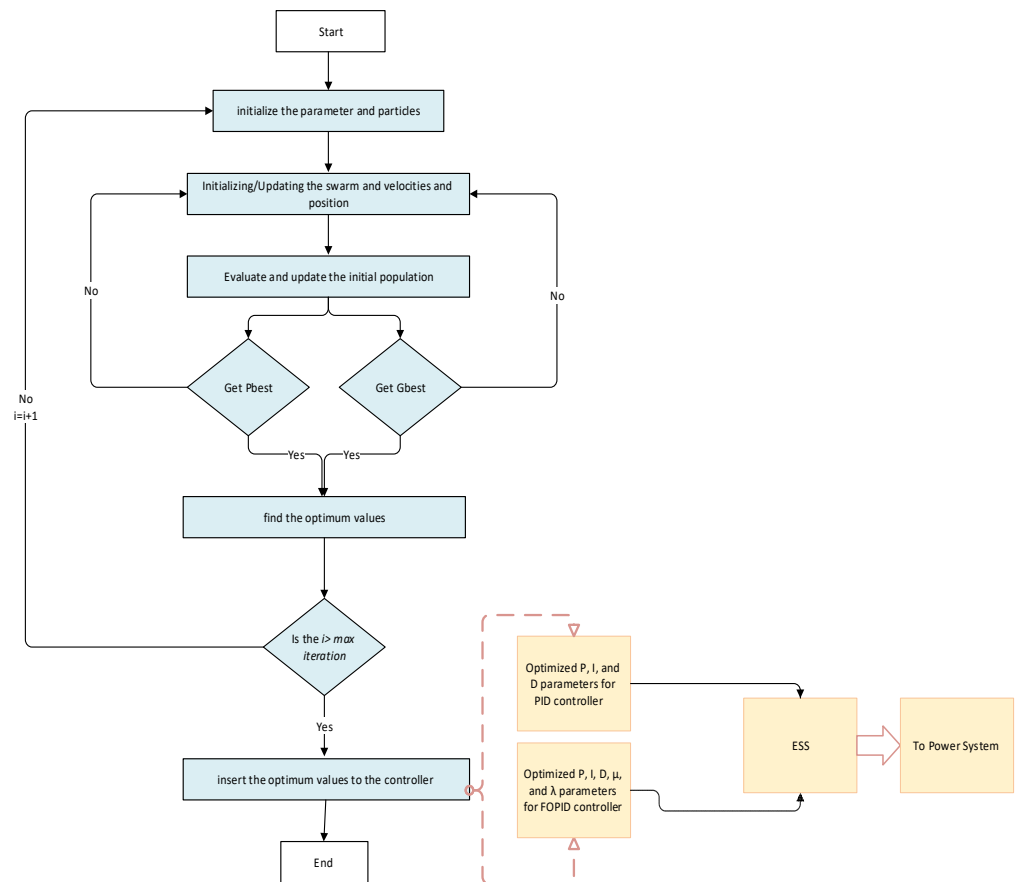 Start
initialize the parameter and particles
Initializing/Updating the swarm and velocities and
position
Evaluate and update the initial population
No
No
Get Pbest
Get Gbest
No
i=i+1
Yes
Yes
find the optimum values
Is the i> max
iteration
Yes
insert the optimum values to the controller
End
Optimized P, I, and
D parameters for
PID controller
Optimized P, I, D, μ,
and λ parameters
for FOPID controller
ESS
To Power System